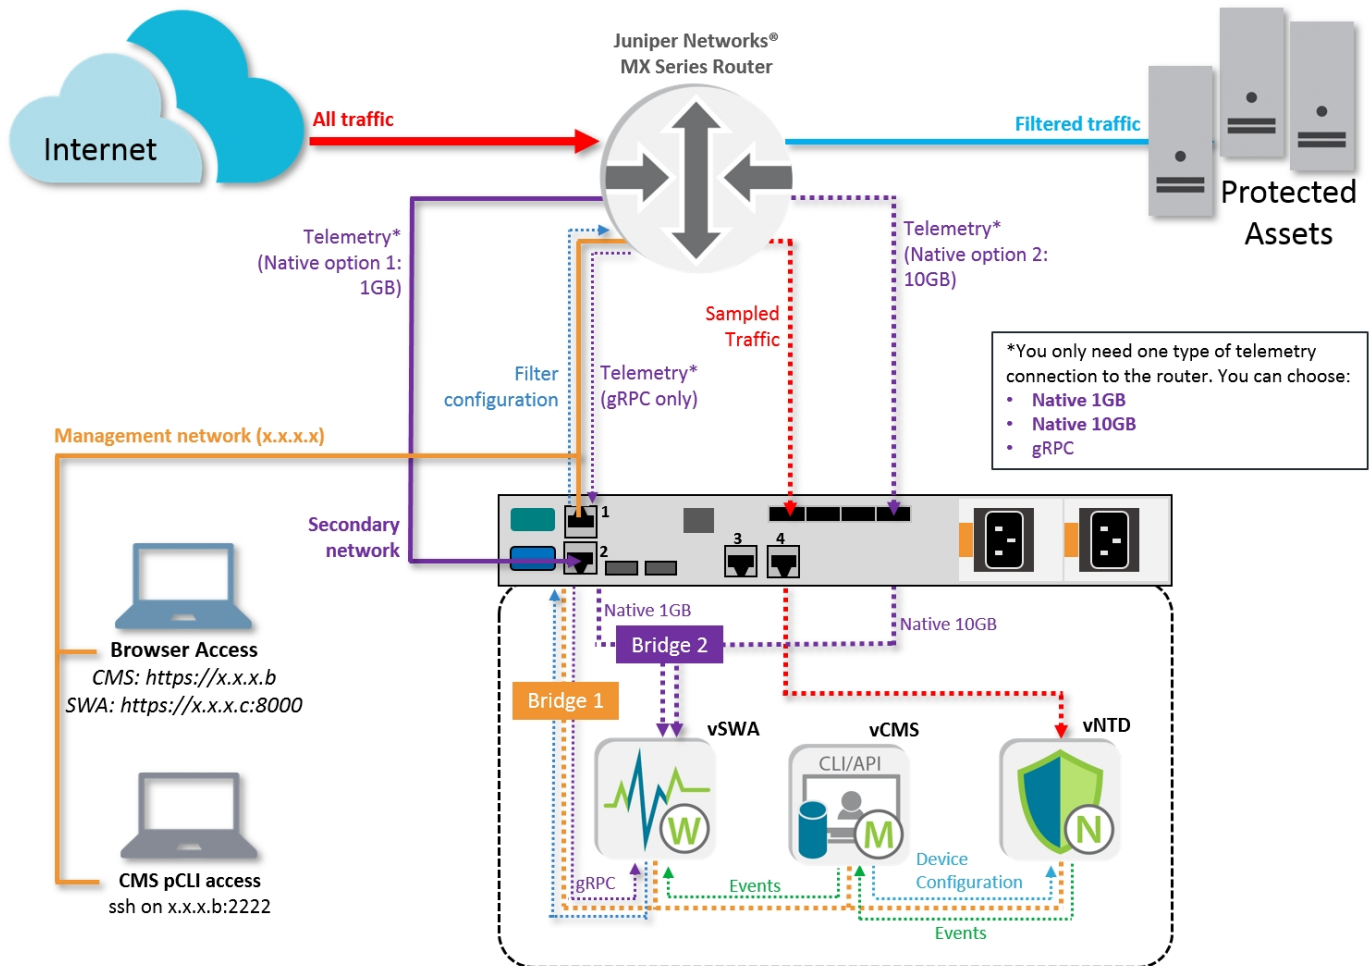 Juniper Networks®
MX Series Router
Internet
All traffic
Filtered traffic
Protected
Assets
Telemetry*
(Native option 1:
1GB)
Telemetry*
(Native option 2:
10GB)
Sampled
Traffic
Filter
configuration
Telemetry*
(gRPC only)
*You only need one type of telemetry
connection to the router. You can choose:
• Native 1GB
• Native 10GB
• gRPC
Management network (x.x.x.x)
Secondary
network
1
2
3
4
Native 1GB
Native 10GB
Bridge 2
Bridge 1
Browser Access
CMS: https://x.x.x.b
SWA: https://x.x.x.c:8000
CMS pCLI access
ssh on x.x.x.b:2222
vSWA
vCMS
vNTD
CLI/API
W
M
N
gRPC
Events
Device
Configuration
Events